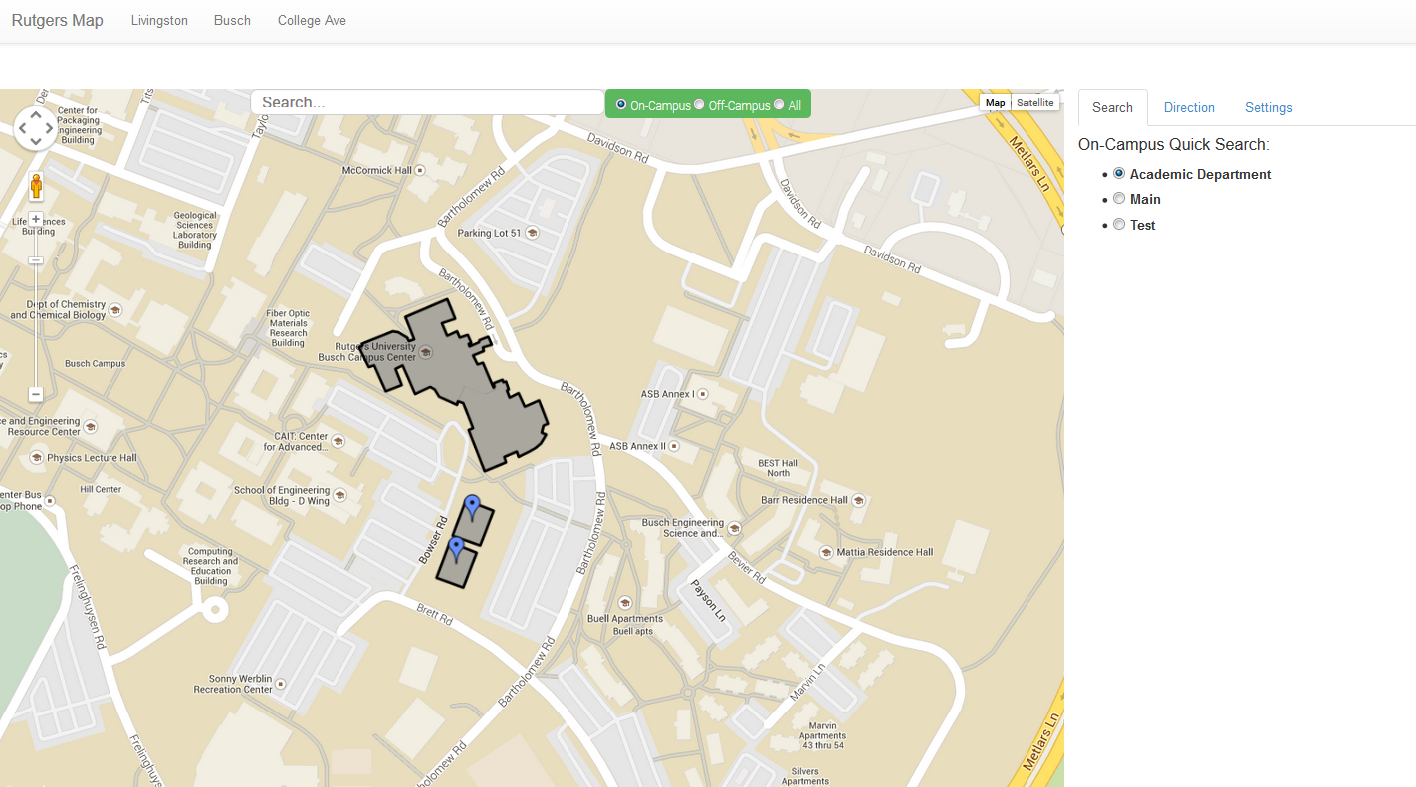 Rutgers Map Livingston Busch College Ave
Search...
On-Campus Off-Campus All
Map Satellite
Search Direction Settings
On-Campus Quick Search:
Academic Department
Main
Test
Center for
Packaging
Engineering
Building
Taylo
Tits
McCormick Hall
Bartholomew Rd
Davidson Rd
Metlars Ln
Davidson Rd
Davidson Rd
Geological
Sciences
Laboratory
Building
Life Sciences
Building
Parking Lot 51
Bartholomew Rd
Dept of Chemistry
and Chemical Biology
Fiber Optic
Materials
Research
Building
Rutgers University
Busch Campus Center
Busch Campus
Bartholomew Rd
ASB Annex I
ASB Annex II
ce and Engineering
Resource Center
CAIT: Center
for Advanced...
Physics Lecture Hall
Hill Center
enter Bus
op Phone
School of Engineering
Bldg - D Wing
BEST Hall
North
Barr Residence Hall
Busch Engineering
Science and...
Mattia Residence Hall
Bowser Rd
Bartholomew Rd
Computing
Research and
Education
Building
Bevier Rd
Payson Ln
Frelinghuysen Rd
Brett Rd
Buell Apartments
Buell apts
Bartholomew Rd
Sonny Werblin
Recreation Center
Marvin Ln
Marvin
Apartments
43 thru 54
Metlars Ln
Frelinghuys
tholomew Rd
Silvers
Apartments